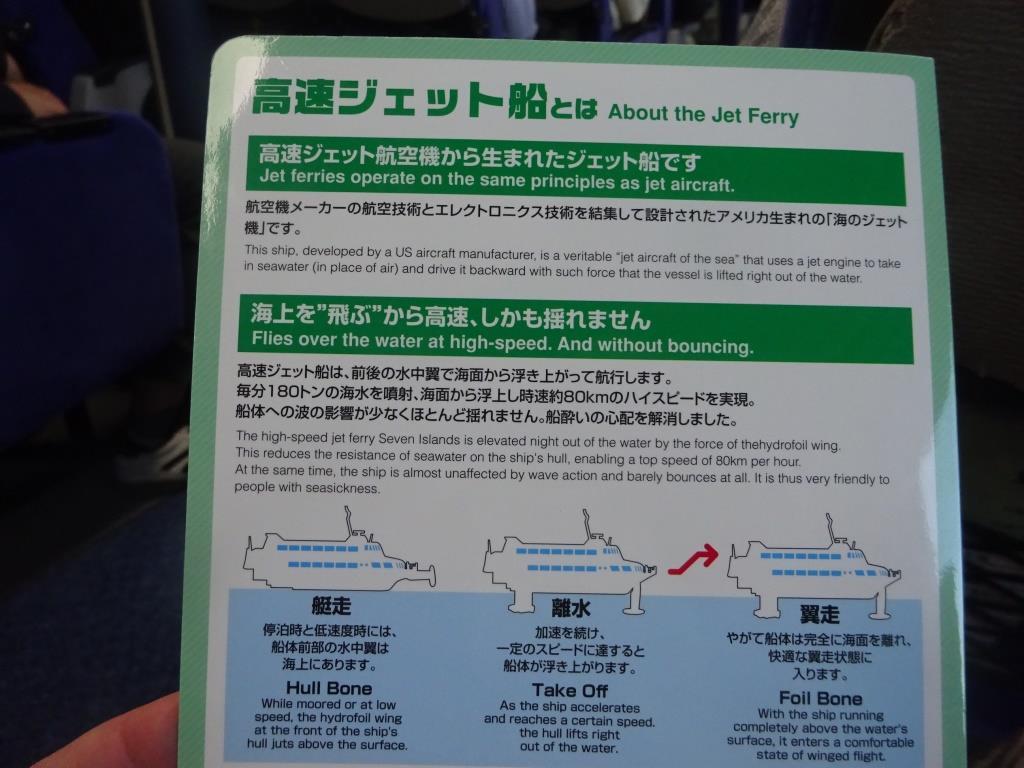 高速ジェット船とは About the Jet Ferry
高速ジェット航空機から生まれたジェット船です
Jet ferries operate on the same principles as jet aircraft.
航空機メーカーの航空技術とエレクトロニクス技術を結集して設計されたアメリカ生まれの「海のジェット
機」です。
This ship, developed by a US aircraft manufacturer, is a veritable "jet aircraft of the sea" that uses a jet engine to take
in seawater (in place of air) and drive it backward with such force that the vessel is lifted right out of the water.
海上を"飛ぶ"から高速、しかも揺れません
Flies over the water at high-speed. And without bouncing.
高速ジェット船は、前後の水中翼で海面から浮き上がって航行します。
毎分180トンの海水を噴射、海面から浮上し時速約80kmのハイスピードを実現。
船体への波の影響が少なくほとんど揺れません。船酔いの心配を解消しました。
The high-speed jet ferry Seven Islands is elevated night out of the water by the force of thehydrofoil wing.
This reduces the resistance of seawater on the ship's hull, enabling a top speed of 80km per hour.
At the same time, the ship is almost unaffected by wave action and barely bounces at all. It is thus very friendly to
people with seasickness.
艇走
停泊時と低速度時には、
船体前部の水中翼は
海上にあります。
Hull Bone
While moored or at low
speed, the hydrofoil wing
at the front of the ship's
hull juts above the surface.
離水
加速を続け、
一定のスピードに達すると
船体が浮き上がります。
Take Off
As the ship accelerates
and reaches a certain speed.
the hull lifts right
out of the water.
翼走
やがて船体は完全に海面を離れ、
快適な翼走状態に
入ります。
Foil Bone
With the ship running
completely above the water's
surface, it enters a comfortable
state of winged flight.